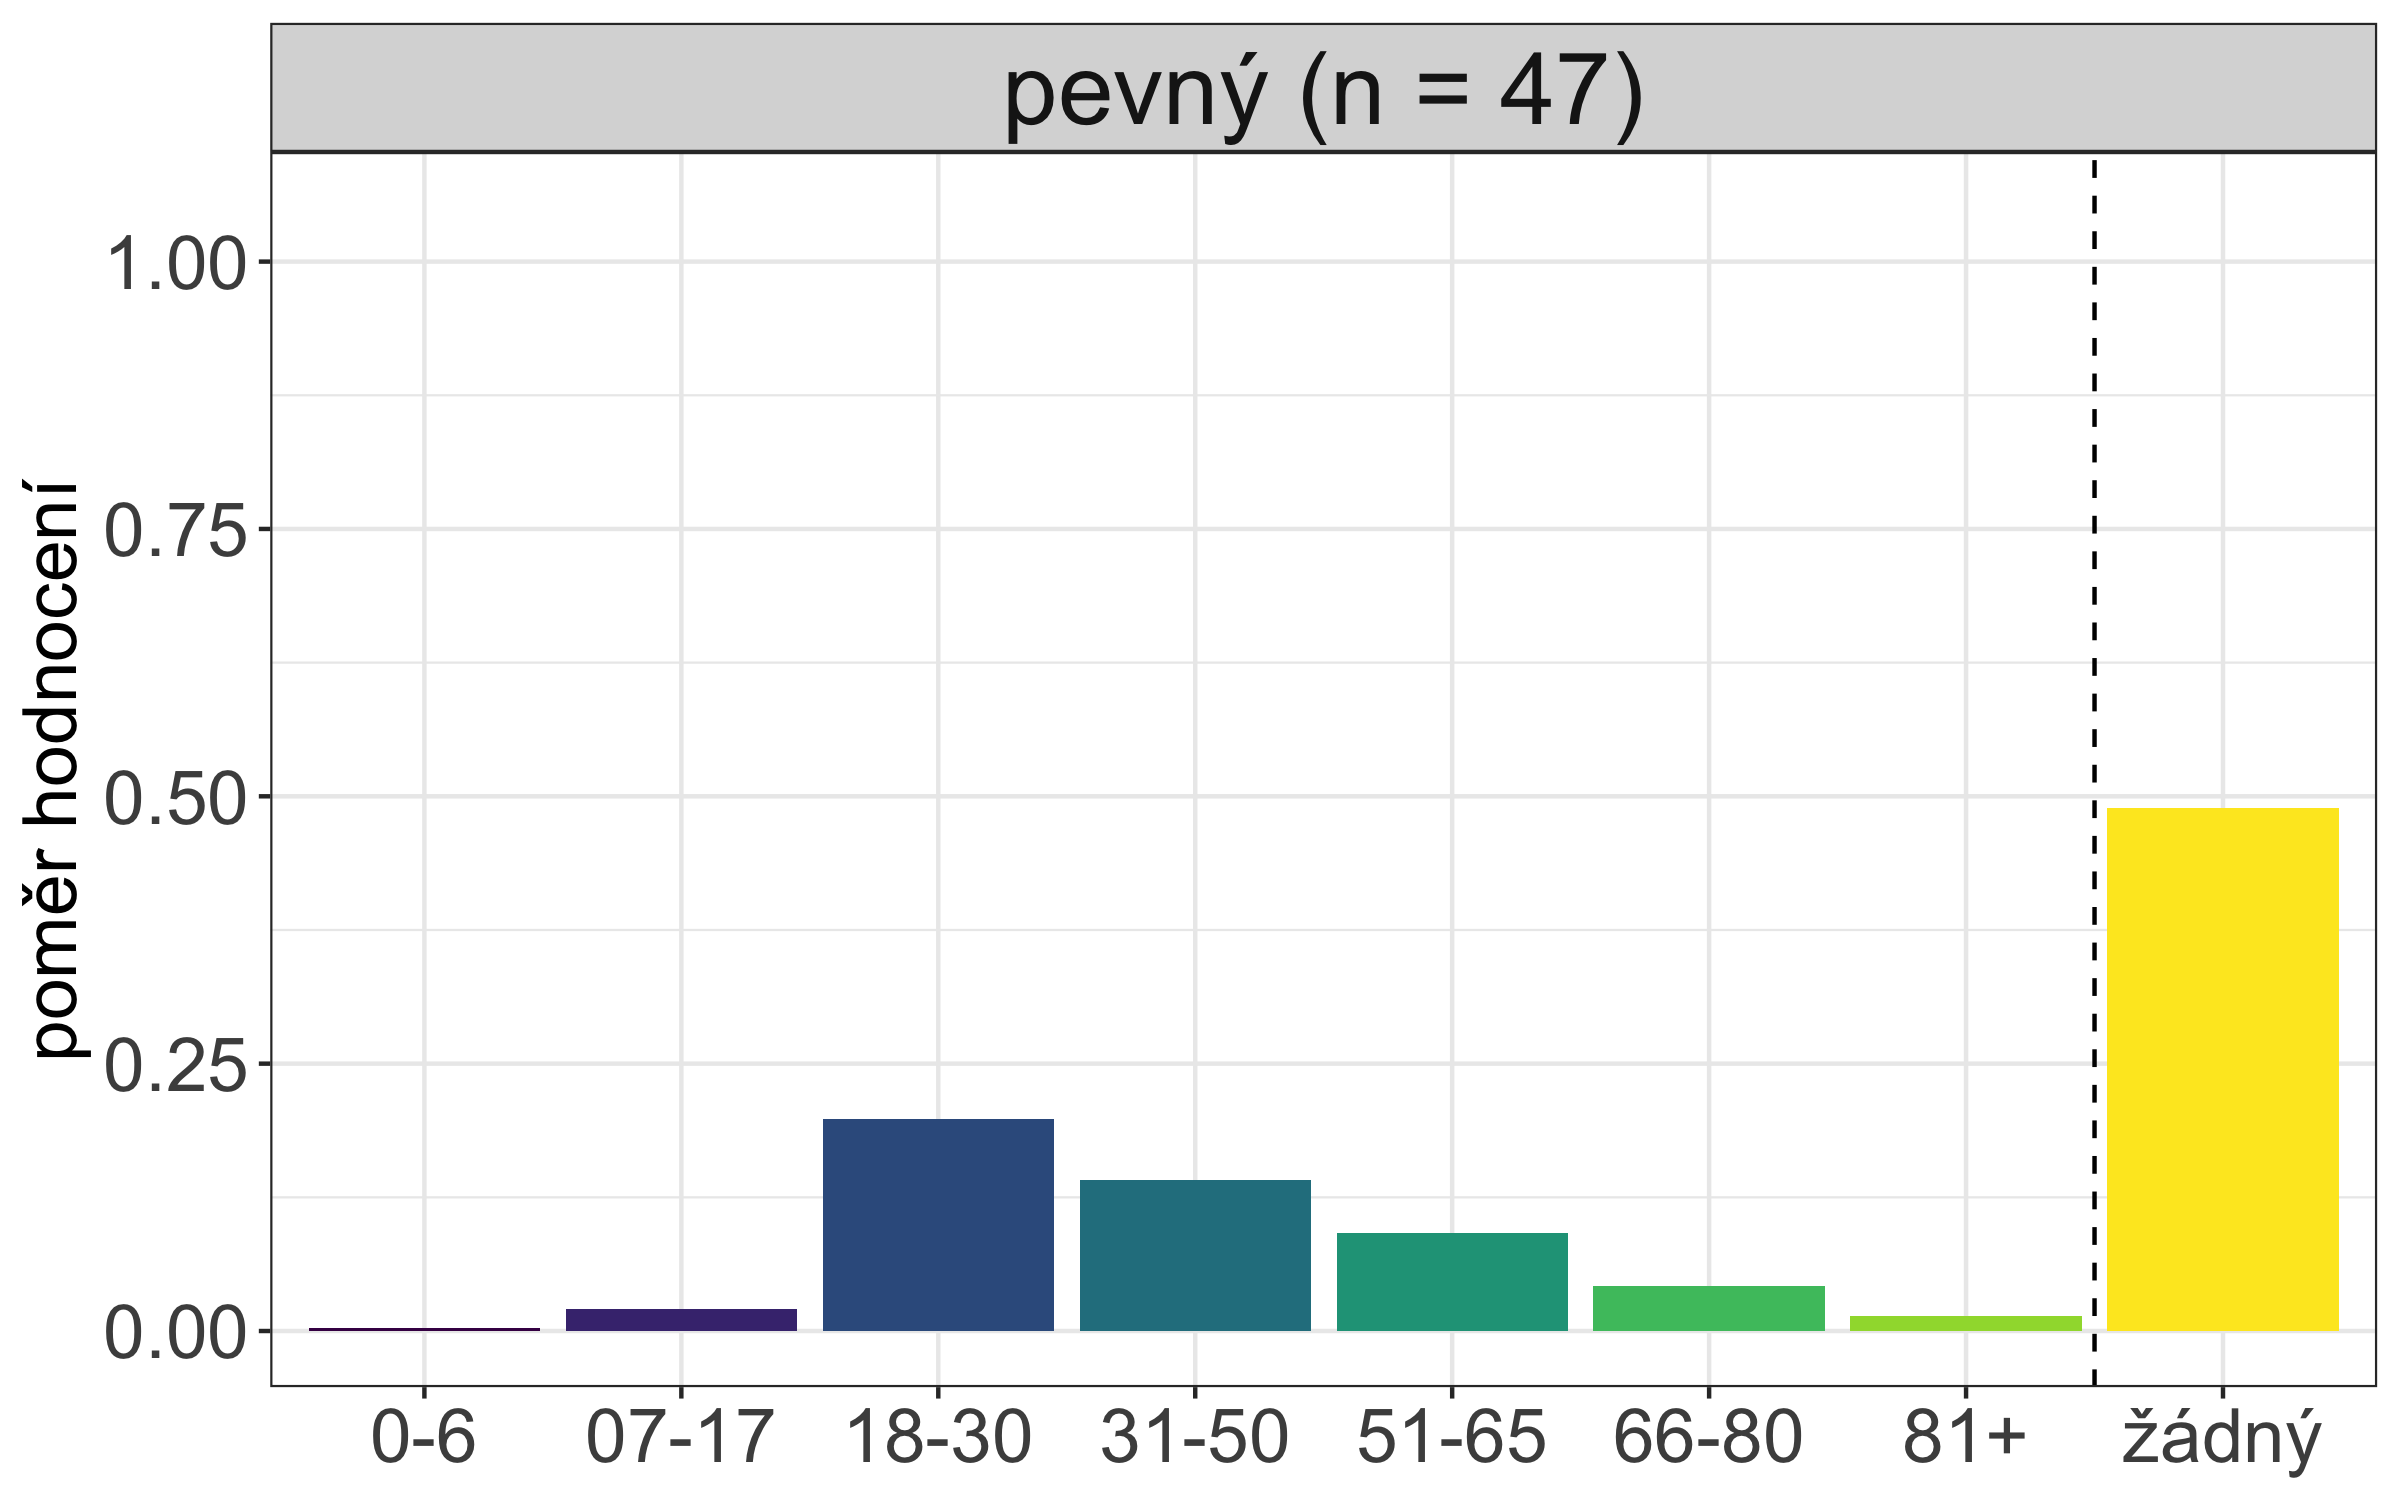 pevný (n = 47)
poměr hodnocení
1.00
0.75
0.50
0.25
0.00
0-6 07-17 18-30 31-50 51-65 66-80 81+ žádný